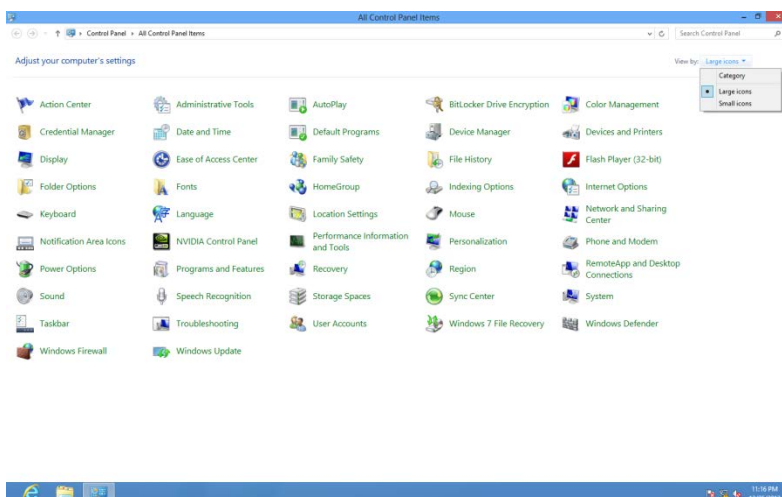 All Control Panel Items
Control Panel All Control Panel Items Search Control Panel
Adjust your computer's settings View by: Large icons
Category
Large icons
Small icons
Action Center Administrative Tools AutoPlay BitLocker Drive Encryption Color Management
Credential Manager Date and Time Default Programs Device Manager Devices and Printers
Display Ease of Access Center Family Safety File History Flash Player (32-bit)
Folder Options Fonts HomeGroup Indexing Options Internet Options
Keyboard Language Location Settings Mouse Network and Sharing
Center
Notification Area Icons NVIDIA Control Panel Performance Information
and Tools Personalization Phone and Modem
Power Options Programs and Features Recovery Region RemoteApp and Desktop
Connections
Sound Speech Recognition Storage Spaces Sync Center System
Taskbar Troubleshooting User Accounts Windows 7 File Recovery Windows Defender
Windows Firewall Windows Update
11:16 PM